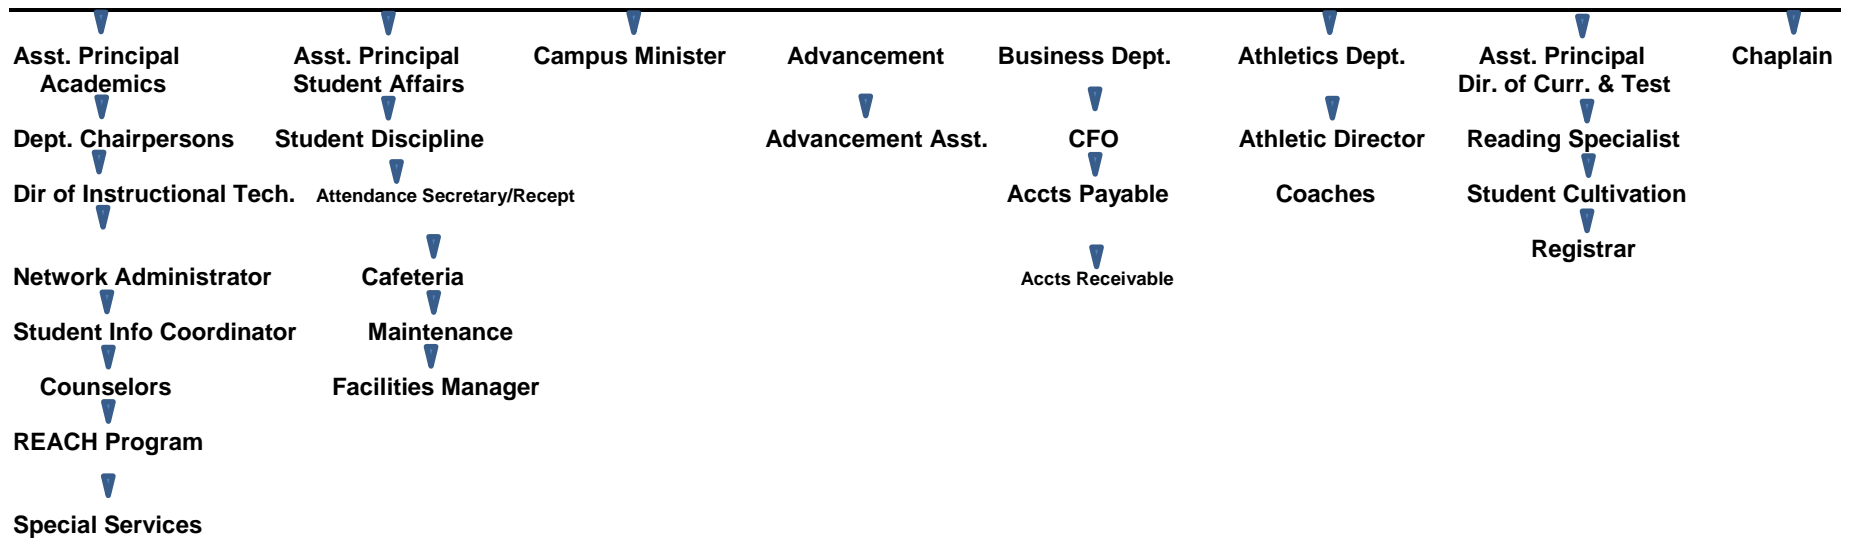 Asst. Principal Asst. Principal Campus Minister Advancement Business Dept. Athletics Dept. Asst. Principal Chaplain
Academics Student Affairs Dir. of Curr. & Test
Dept. Chairpersons Student Discipline Advancement Asst. CFO Athletic Director Reading Specialist
Dir of Instructional Tech. Attendance Secretary/Recept Accts Payable Coaches Student Cultivation
Registrar
Network Administrator Cafeteria Accts Receivable
Student Info Coordinator Maintenance
Counselors Facilities Manager
REACH Program
Special Services